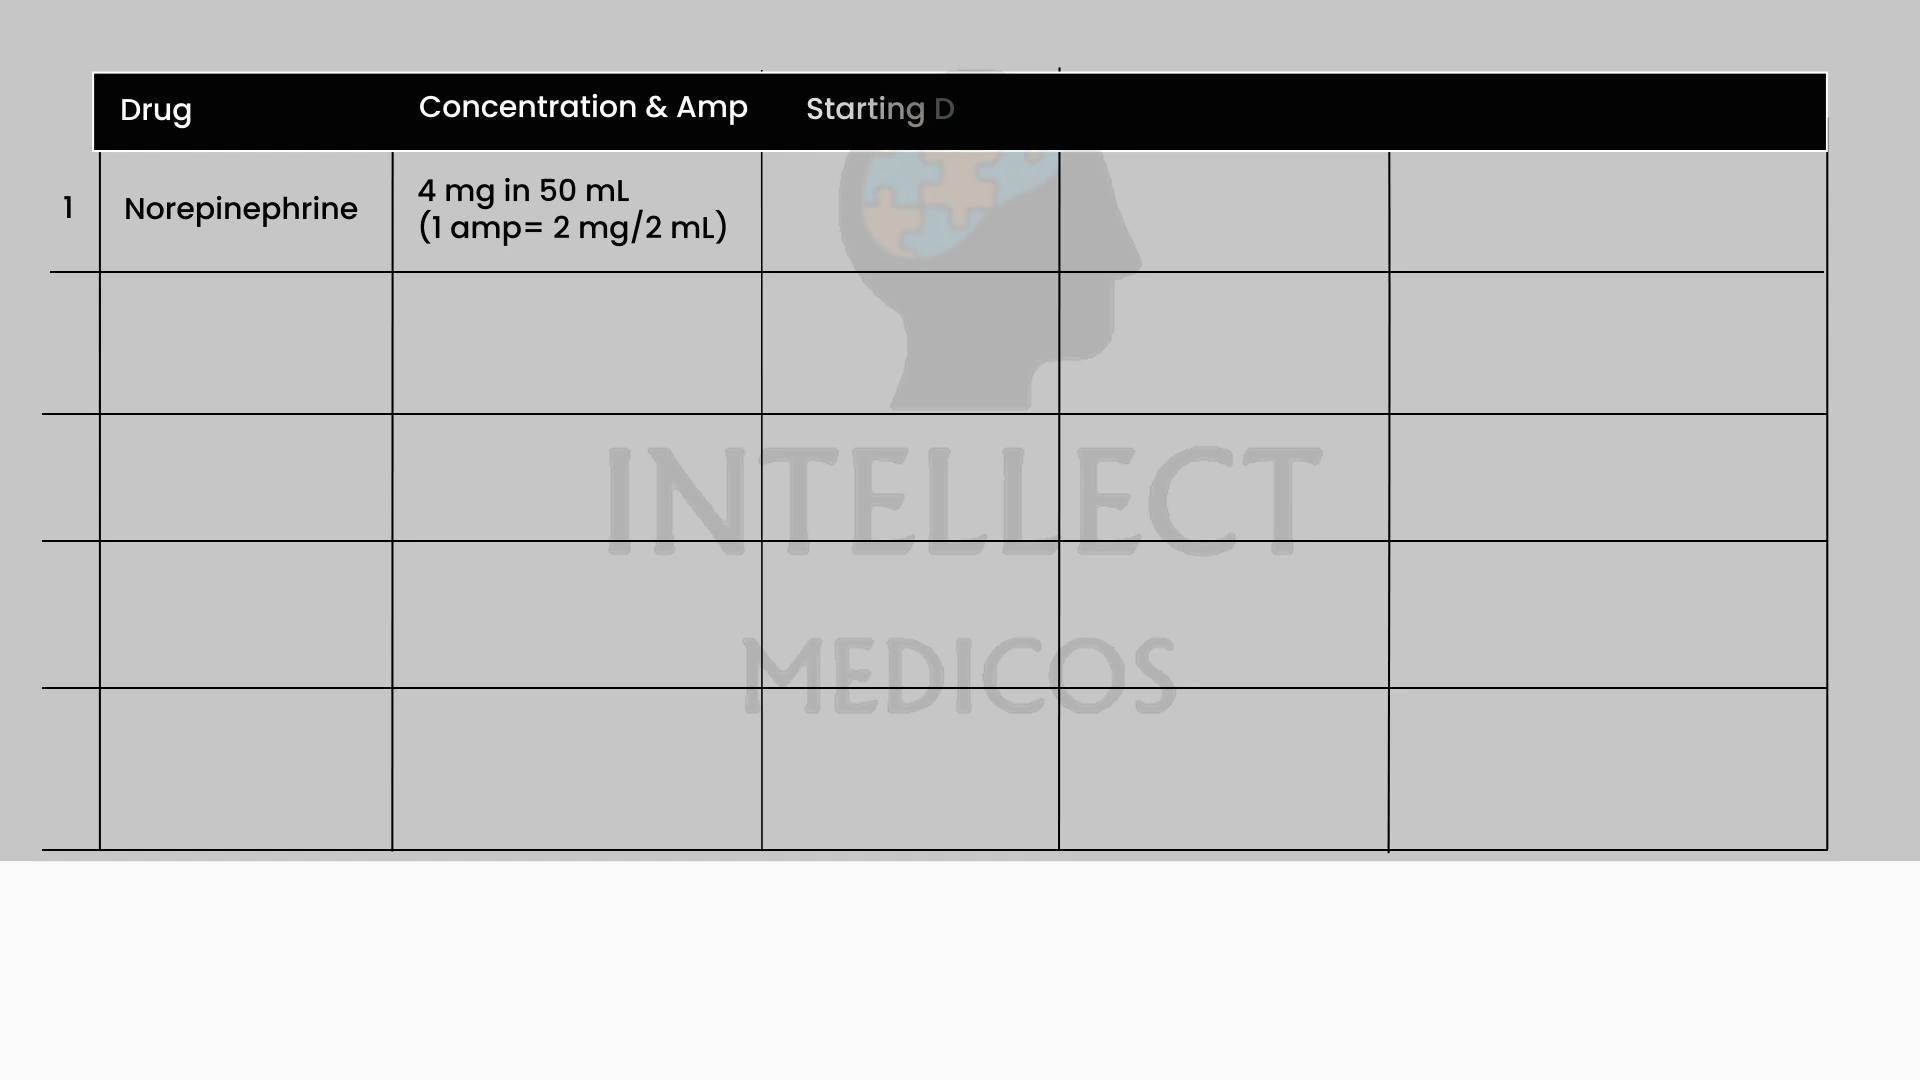 Drug Concentration & Amp Starting D
1 Norepinephrine 4 mg in 50 mL
(1 amp= 2 mg/2 mL)
INTELLECT
MEDICOS